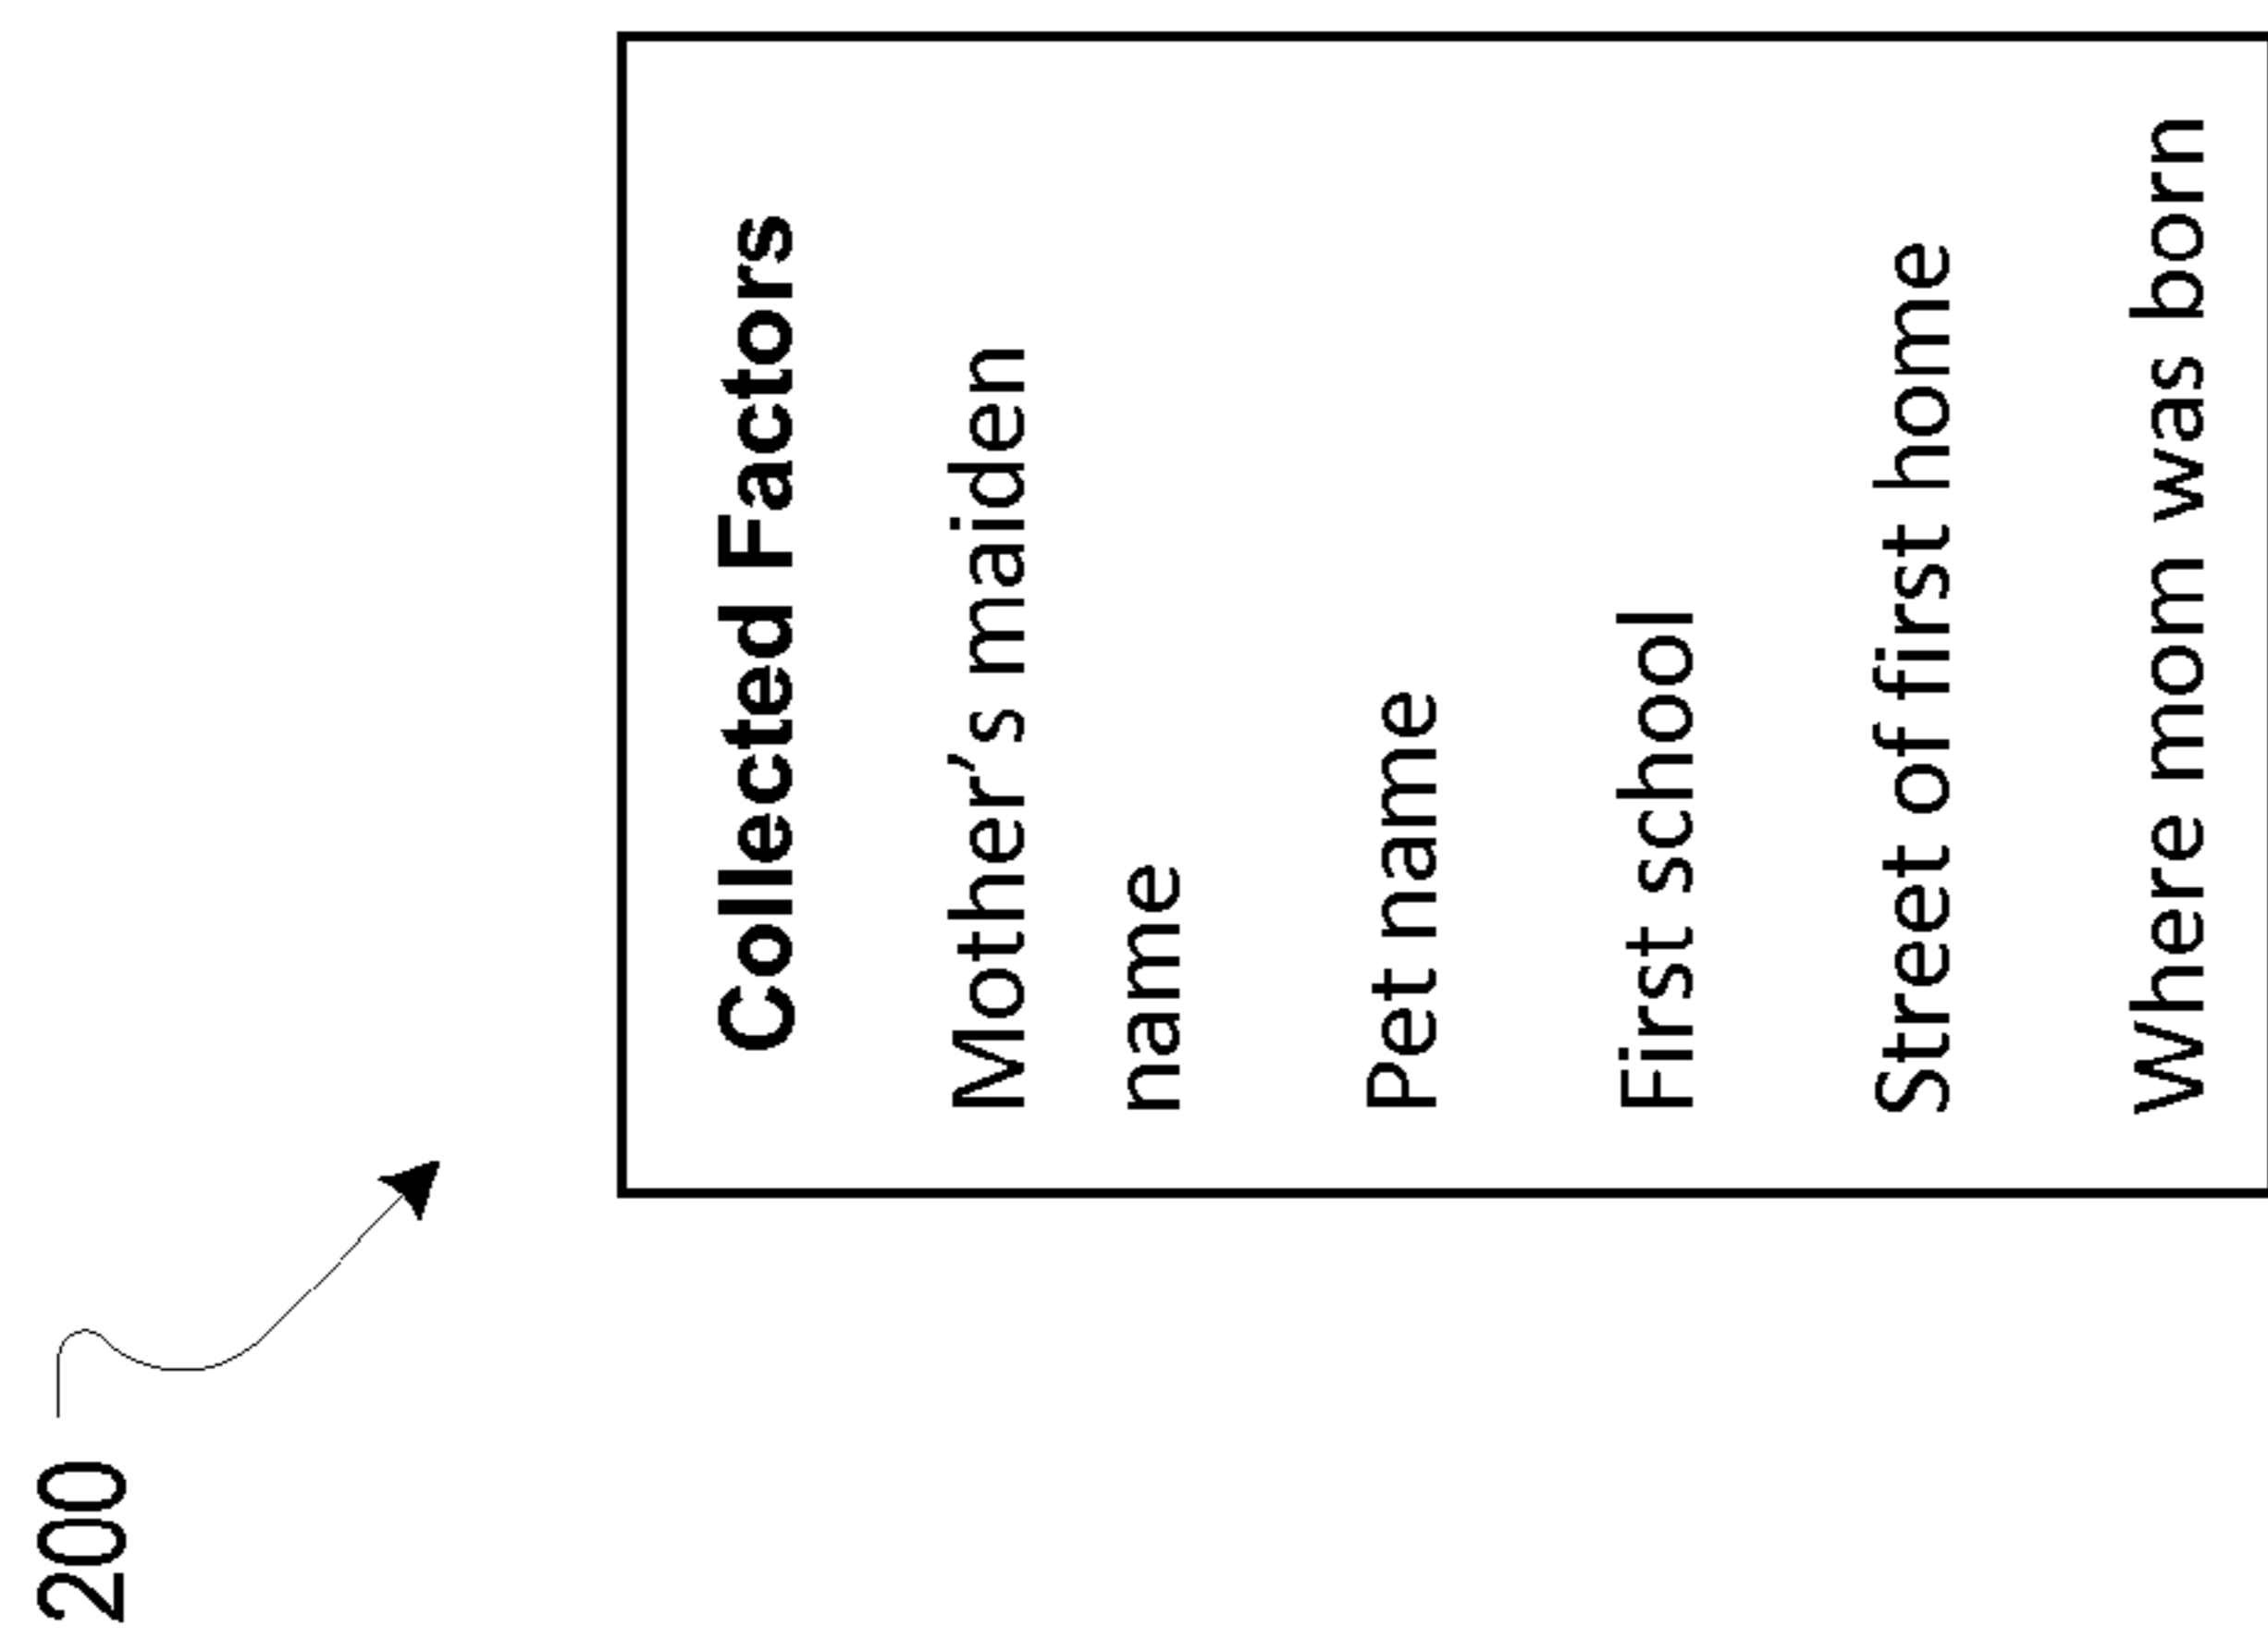 200
Collected Factors
Mother’s maiden
name
Pet name
First school
Street of first home
Where mom was born